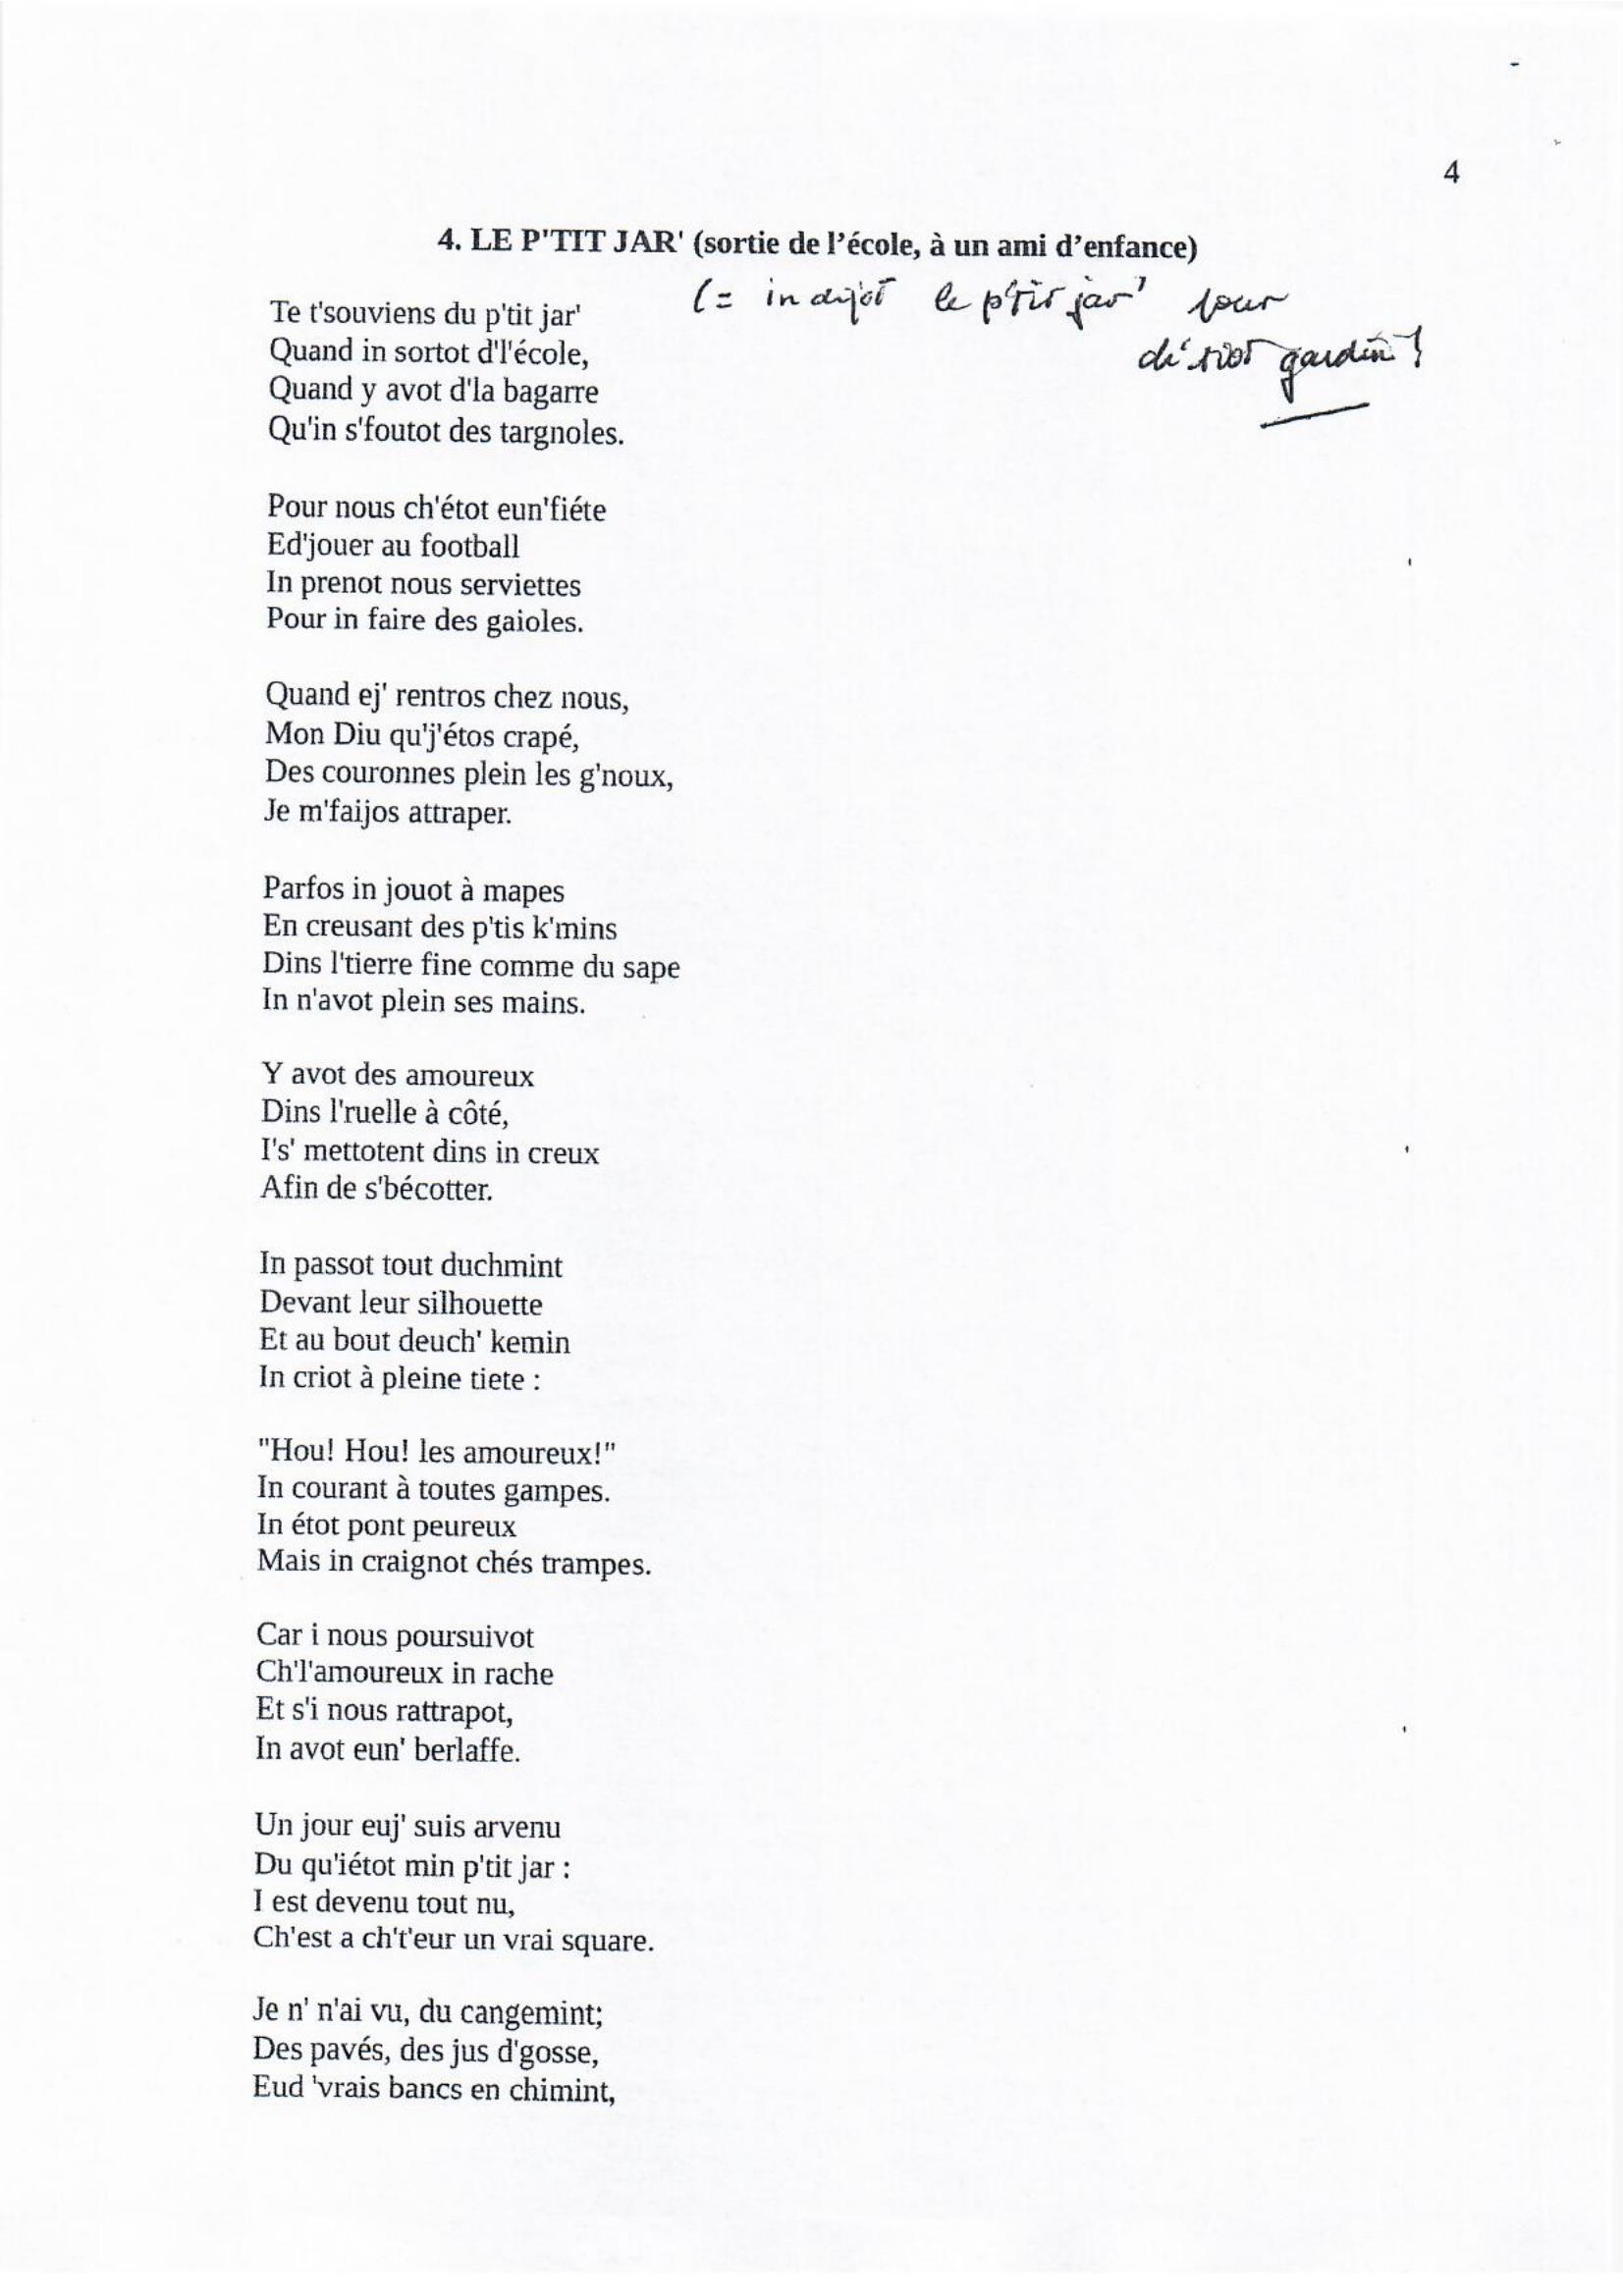 4
4. LE P'TIT JAR' (sortie de l’école, à un ami d’enfance)
(= in dijot le p'tit jar' pour
ch' tiot gardin)
Te t'souviens du p'tit jar'
Quand in sortot d'l'école,
Quand y avot d'la bagarre
Qu'in s'foutot des targnoles.
Pour nous ch'étot eun'fiéte
Ed'jouer au football
In prenot nous serviettes
Pour in faire des gaioles.
Quand ej' rentros chez nous,
Mon Diu qu'j'étos crapé,
Des couronnes plein les g'noux,
Je m'faijos attraper.
Parfos in jouot à mapes
En creusant des p'tis k'mins
Dins l'tierre fine comme du sape
In n'avot plein ses mains.
Y avot des amoureux
Dins l'ruelle à côté,
I's' mettotent dins in creux
Afin de s'bécotter.
In passot tout duchmint
Devant leur silhouette
Et au bout deuch' kemin
In criot à pleine tiete :
"Hou! Hou! les amoureux!"
In courant à toutes gampes.
In étot pont peureux
Mais in craignot chés trampes.
Car i nous poursuivot
Ch'l'amoureux in rache
Et s'i nous rattrapot,
In avot eun' berlaffe.
Un jour euj' suis arvenu
Du qu'iétot min p'tit jar :
I est devenu tout nu,
Ch'est a ch't'eur un vrai square.
Je n' n'ai vu, du cangemint;
Des pavés, des jus d'gosse,
Eud 'vrais bancs en chimint,